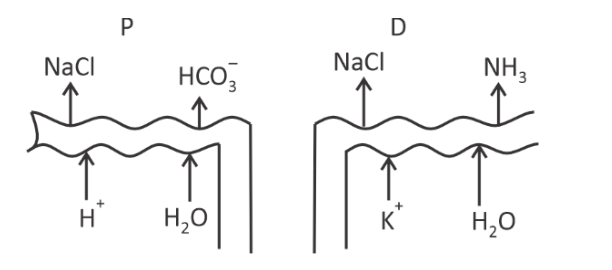 P D
NaCl HCO₃⁻ NaCl NH₃
H⁺ H₂O K⁺ H₂O